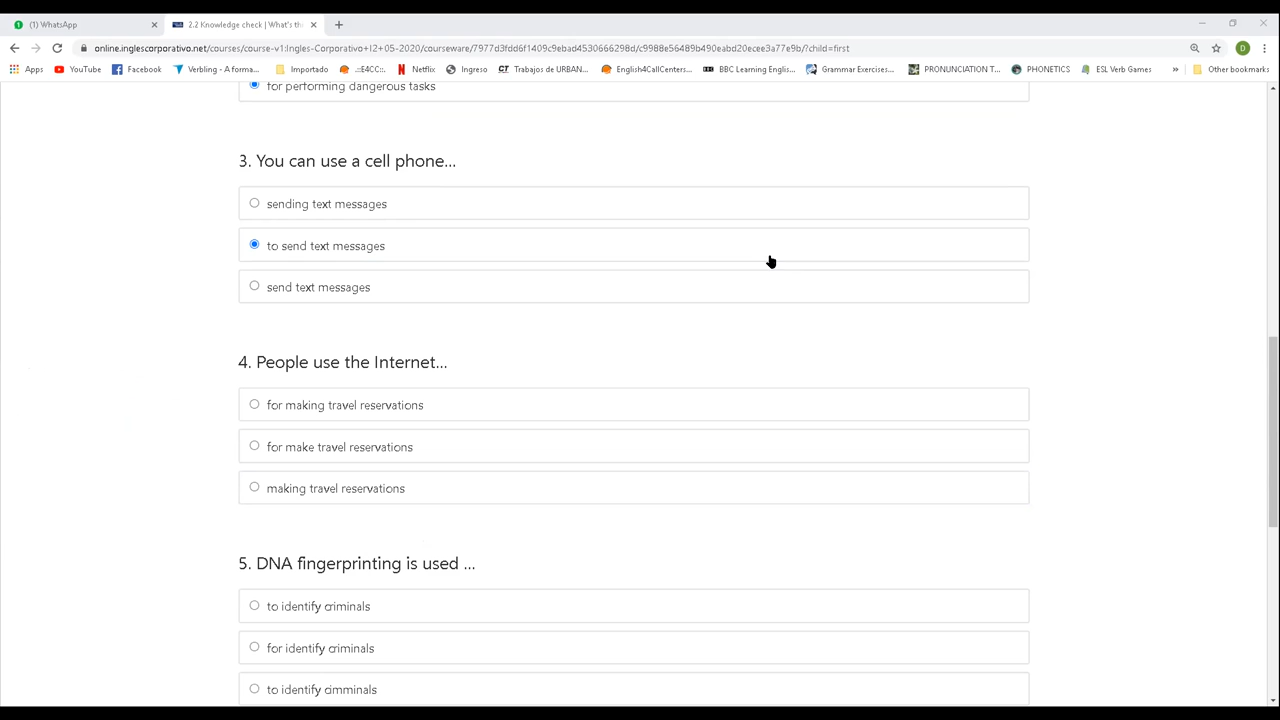 (1) WhatsApp
2.2 Knowledge check | What's th
online.inglescorporativo.net/courses/course-v1:Ingles-Corporativo+I2+05-2020/courseware/7977d3fdd6f1409c9ebad4530666298d/c9988e56489b490eabd20ecee3a77e9b/?child=first
D
Apps YouTube Facebook Verbling - A forma... Importado .::E4CC::. Netflix Ingreso CT Trabajos de URBAN... English4CallCenters... BBC Learning Englis... Grammar Exercises... PRONUNCIATION T... PHONETICS ESL Verb Games » Other bookmarks
for performing dangerous tasks
3. You can use a cell phone...
sending text messages
to send text messages
send text messages
4. People use the Internet...
for making travel reservations
for make travel reservations
making travel reservations
5. DNA fingerprinting is used ...
to identify criminals
for identify criminals
to identify cimminals